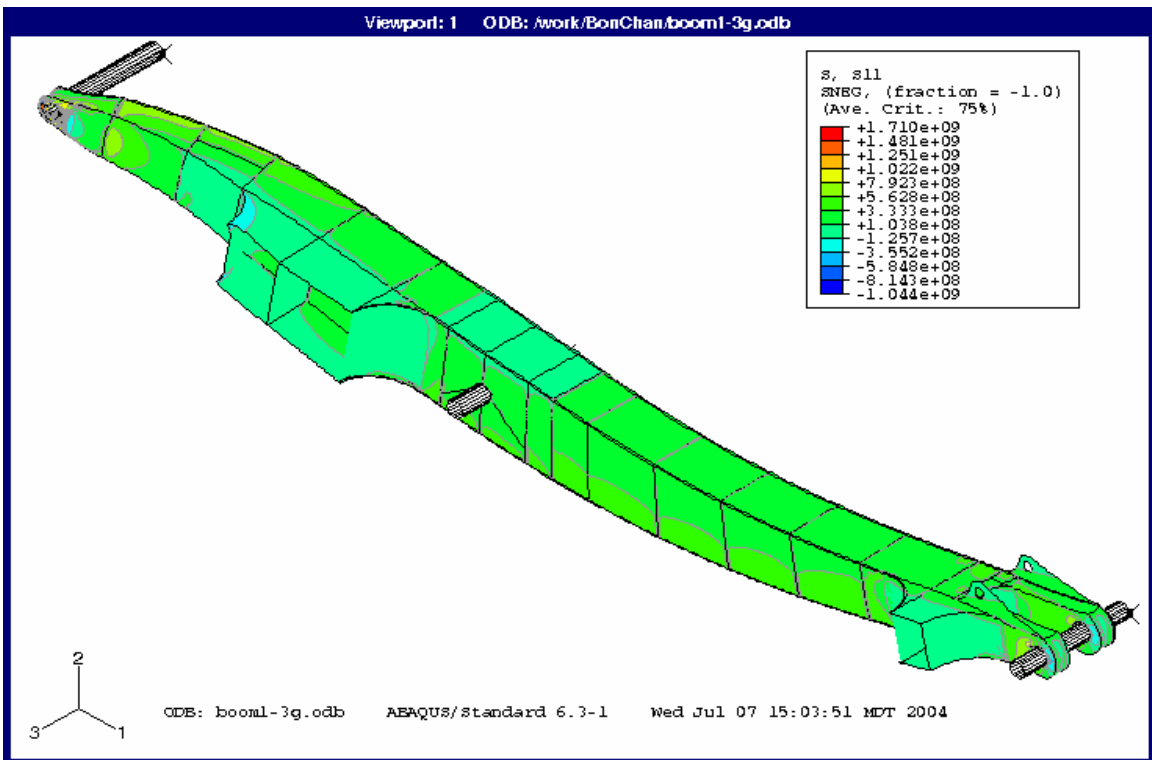 Viewport: 1 ODB: /work/BonChan/boom1-3g.odb
S, S11
SNEG, (fraction = -1.0)
(Ave. Crit.: 75%)
+1.710e+09
+1.481e+09
+1.251e+09
+1.022e+09
+7.923e+08
+5.628e+08
+3.333e+08
+1.038e+08
-1.257e+08
-3.552e+08
-5.848e+08
-8.143e+08
-1.044e+09
2
3
1
ODB: boom1-3g.odb ABAQUS/Standard 6.3-1 Wed Jul 07 15:03:51 MDT 2004